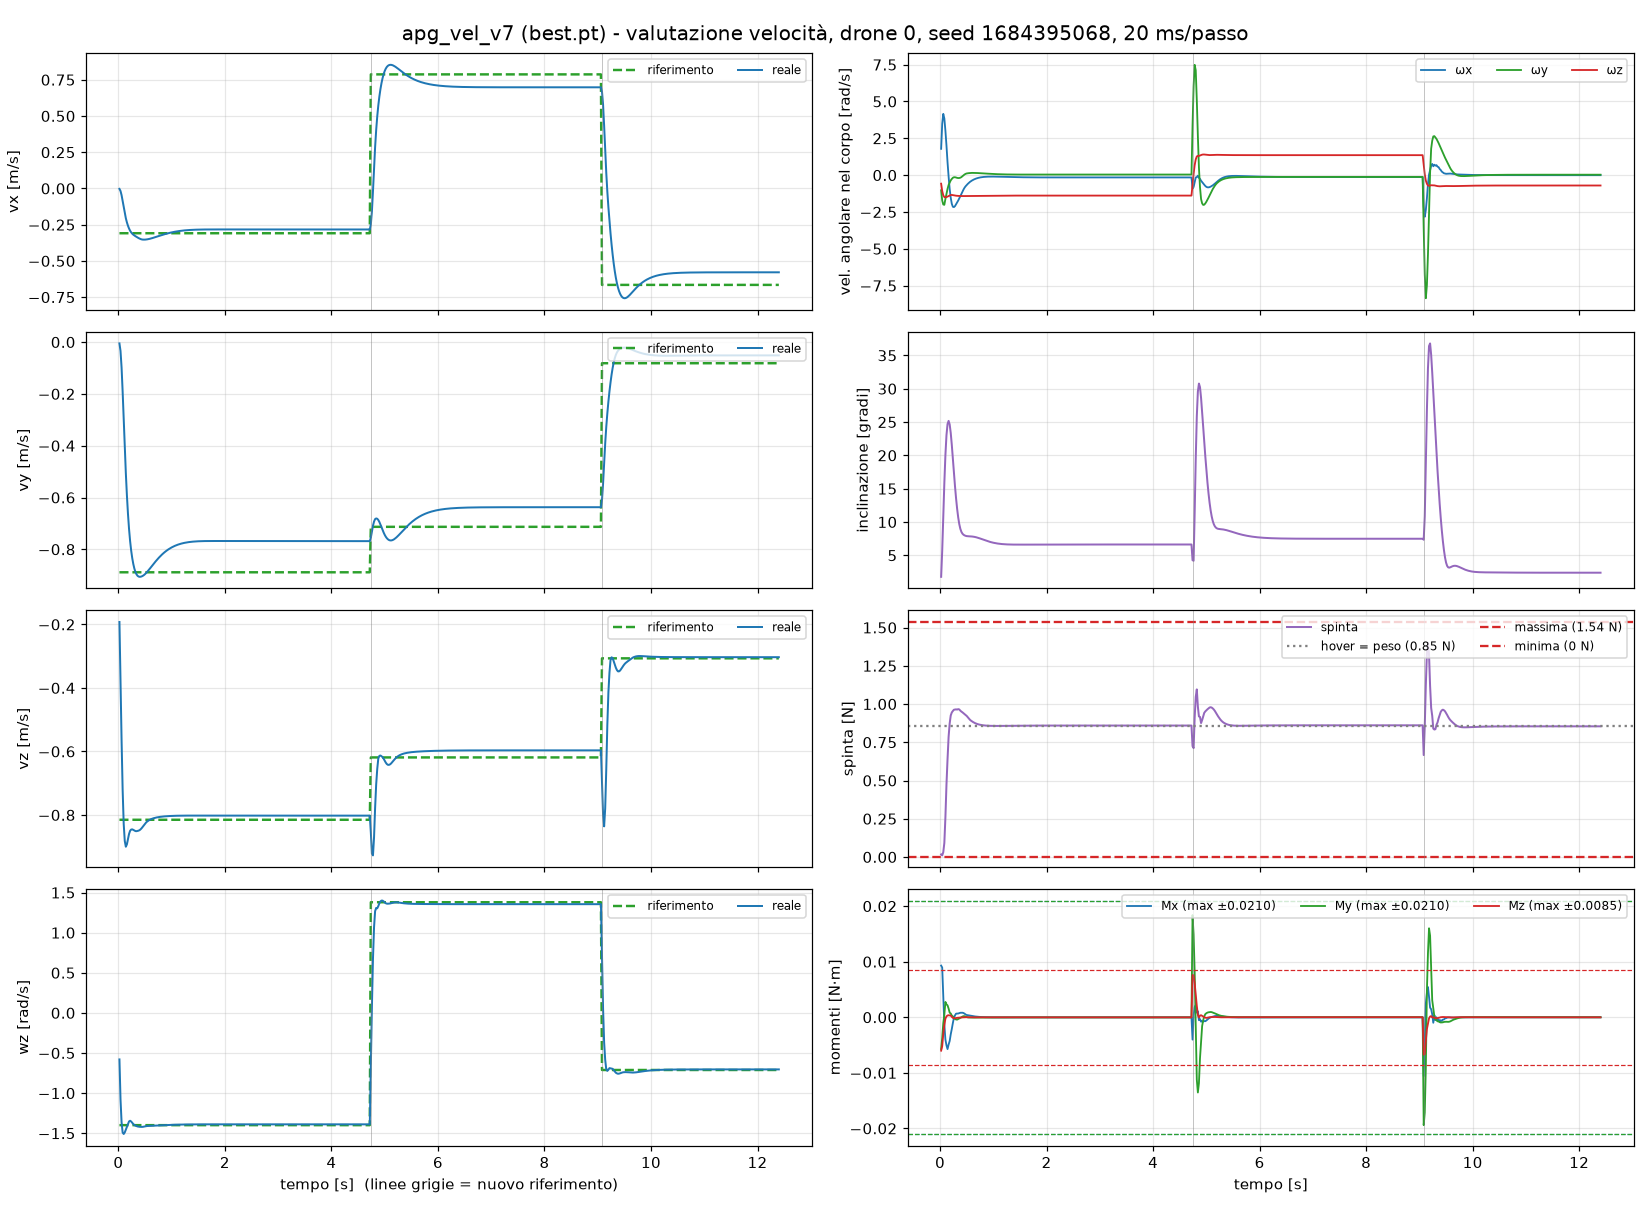 apg_vel_v7 (best.pt) - valutazione velocità, drone 0, seed 1684395068, 20 ms/passo
vx [m/s]
0.75
0.50
0.25
0.00
−0.25
−0.50
−0.75
riferimento reale
vel. angolare nel corpo [rad/s]
7.5
5.0
2.5
0.0
−2.5
−5.0
−7.5
ωx ωy ωz
vy [m/s]
0.0
−0.2
−0.4
−0.6
−0.8
riferimento reale
inclinazione [gradi]
35
30
25
20
15
10
5
vz [m/s]
−0.2
−0.4
−0.6
−0.8
riferimento reale
spinta [N]
1.50
1.25
1.00
0.75
0.50
0.25
0.00
spinta massima (1.54 N)
hover = peso (0.85 N) minima (0 N)
wz [rad/s]
1.5
1.0
0.5
0.0
−0.5
−1.0
−1.5
riferimento reale
0 2 4 6 8 10 12
tempo [s]  (linee grigie = nuovo riferimento)
momenti [N·m]
0.02
0.01
0.00
−0.01
−0.02
Mx (max ±0.0210) My (max ±0.0210) Mz (max ±0.0085)
0 2 4 6 8 10 12
tempo [s]